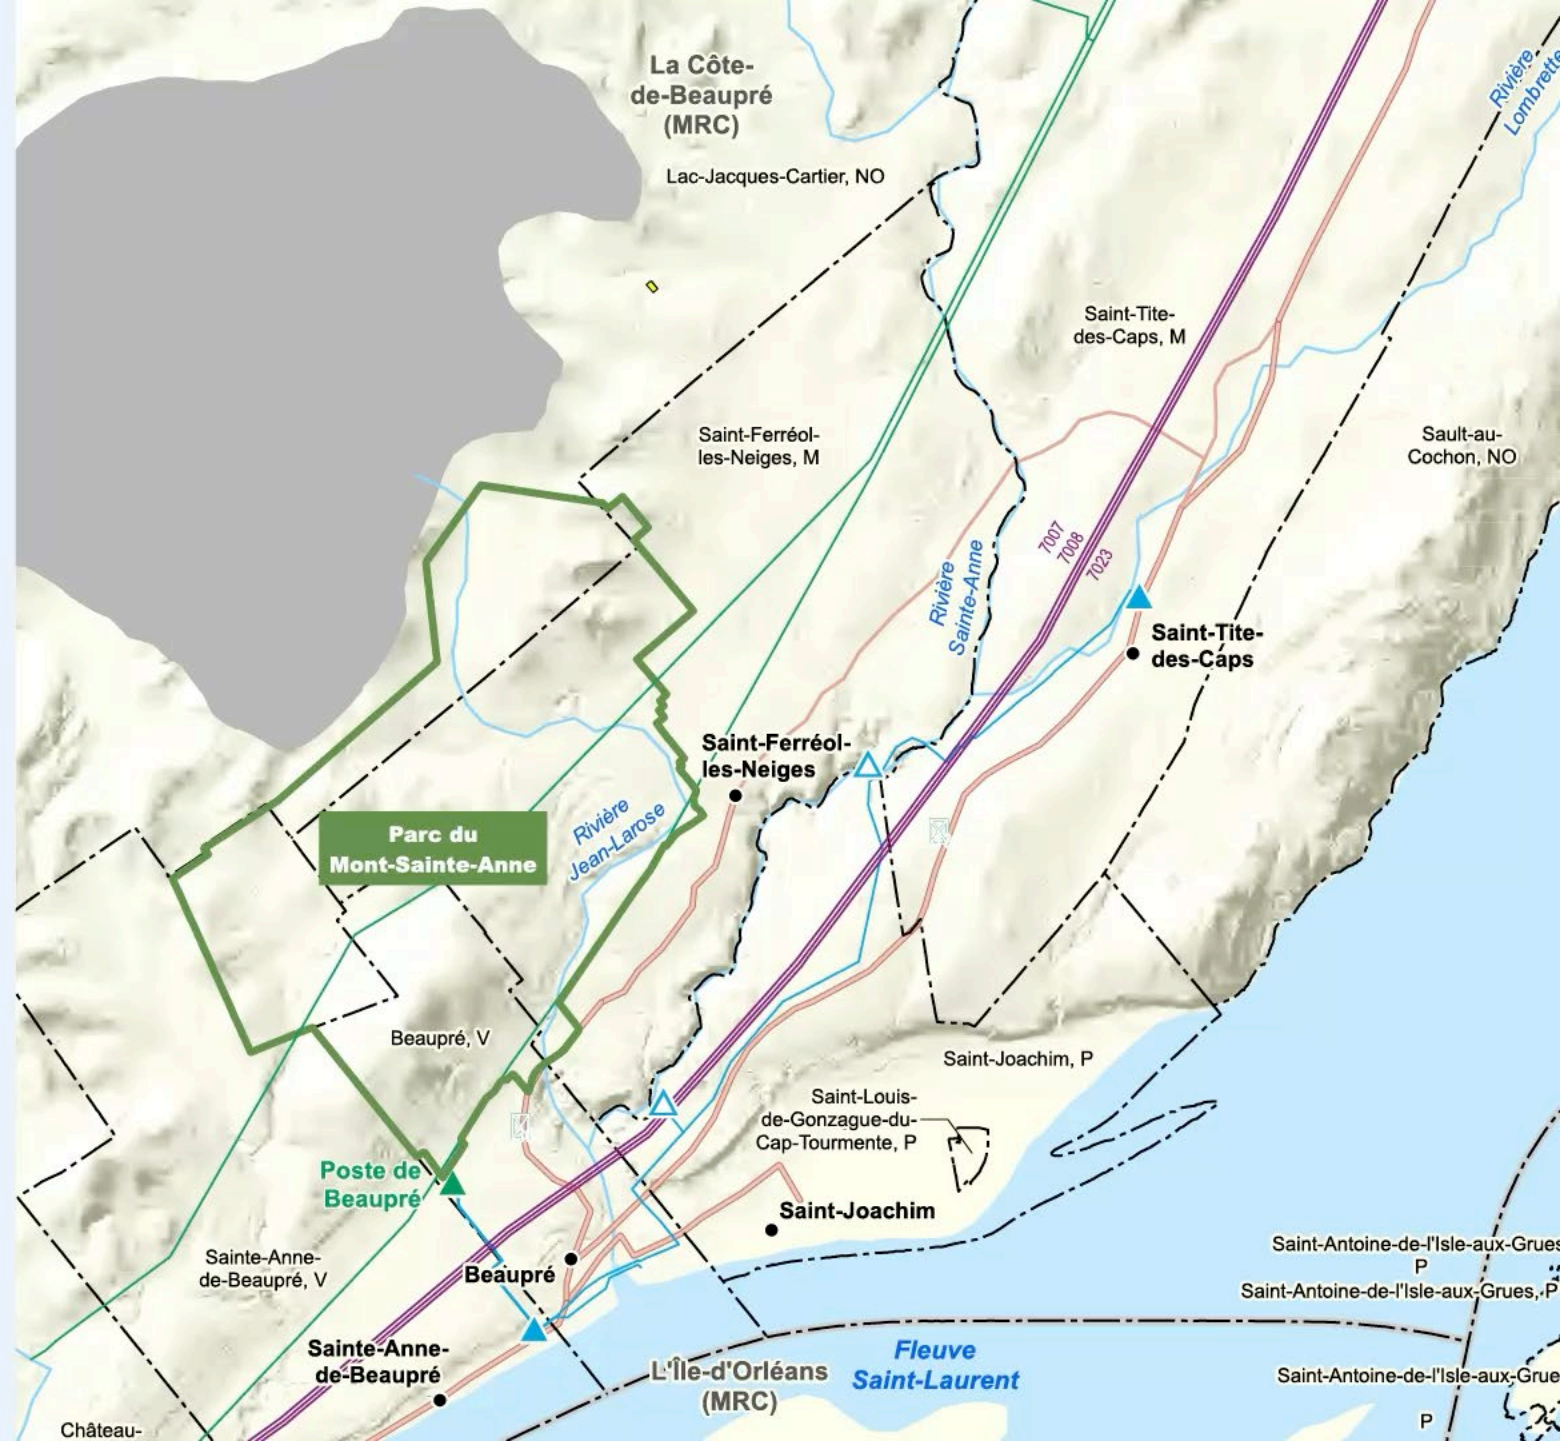 La Côte-
de-Beaupré
(MRC)
Lac-Jacques-Cartier, NO
Rivière
Lombrette
Saint-Tite-
des-Caps, M
Saint-Ferréol-
les-Neiges, M
Sault-au-
Cochon, NO
7007
7008
7023
Rivière
Sainte-Anne
Saint-Tite-
des-Caps
Saint-Ferréol-
les-Neiges
Rivière
Jean-Larose
Parc du
Mont-Sainte-Anne
Beaupré, V
Saint-Joachim, P
Saint-Louis-
de-Gonzague-du-
Cap-Tourmente, P
Poste de
Beaupré
Saint-Joachim
Sainte-Anne-
de-Beaupré, V
Beaupré
Saint-Antoine-de-l'Isle-aux-Grues
P
Saint-Antoine-de-l'Isle-aux-Grues, P
Sainte-Anne-
de-Beaupré
Fleuve
Saint-Laurent
L'Île-d'Orléans
(MRC)
Saint-Antoine-de-l'Isle-aux-Grue
P
Château-